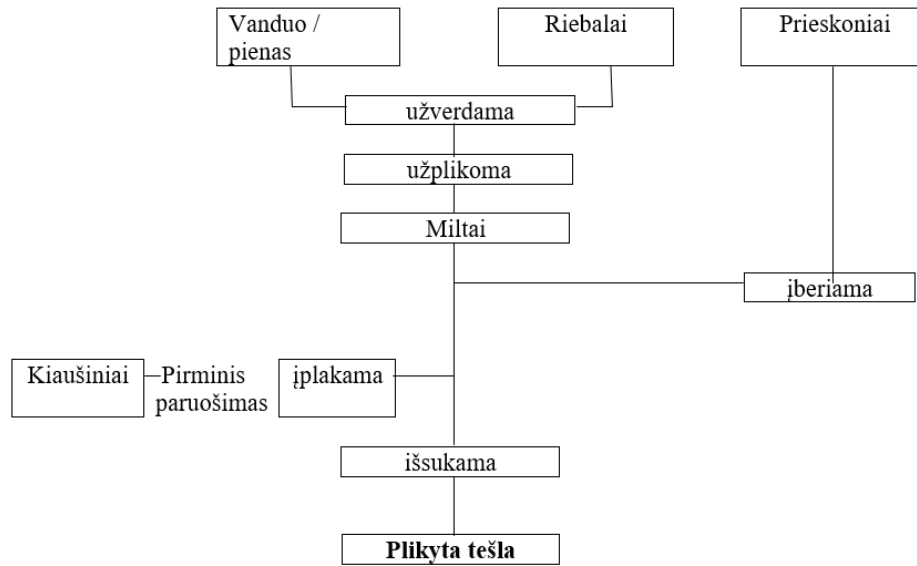 Vanduo /
pienas
Riebalai
Prieskoniai
užverdama
užplikoma
Miltai
įberiama
Kiaušiniai
Pirminis
paruošimas
įplakama
išsukama
Plikyta tešla